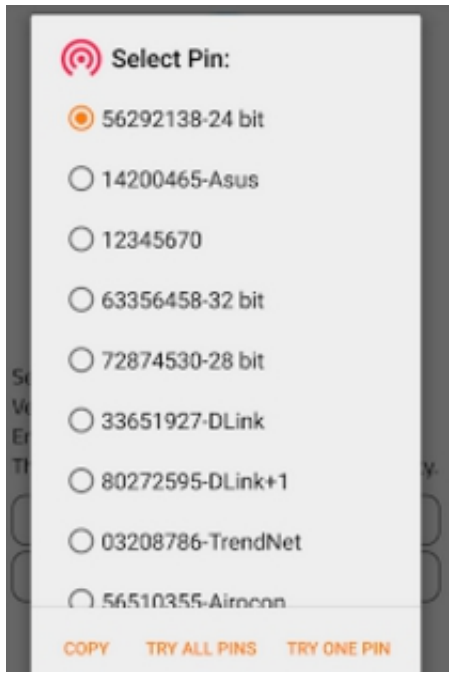 Select Pin:
56292138-24 bit
14200465-Asus
12345670
63356458-32 bit
72874530-28 bit
33651927-DLink
80272595-DLink+1
03208786-TrendNet
56510355-Airocon
COPY TRY ALL PINS TRY ONE PIN